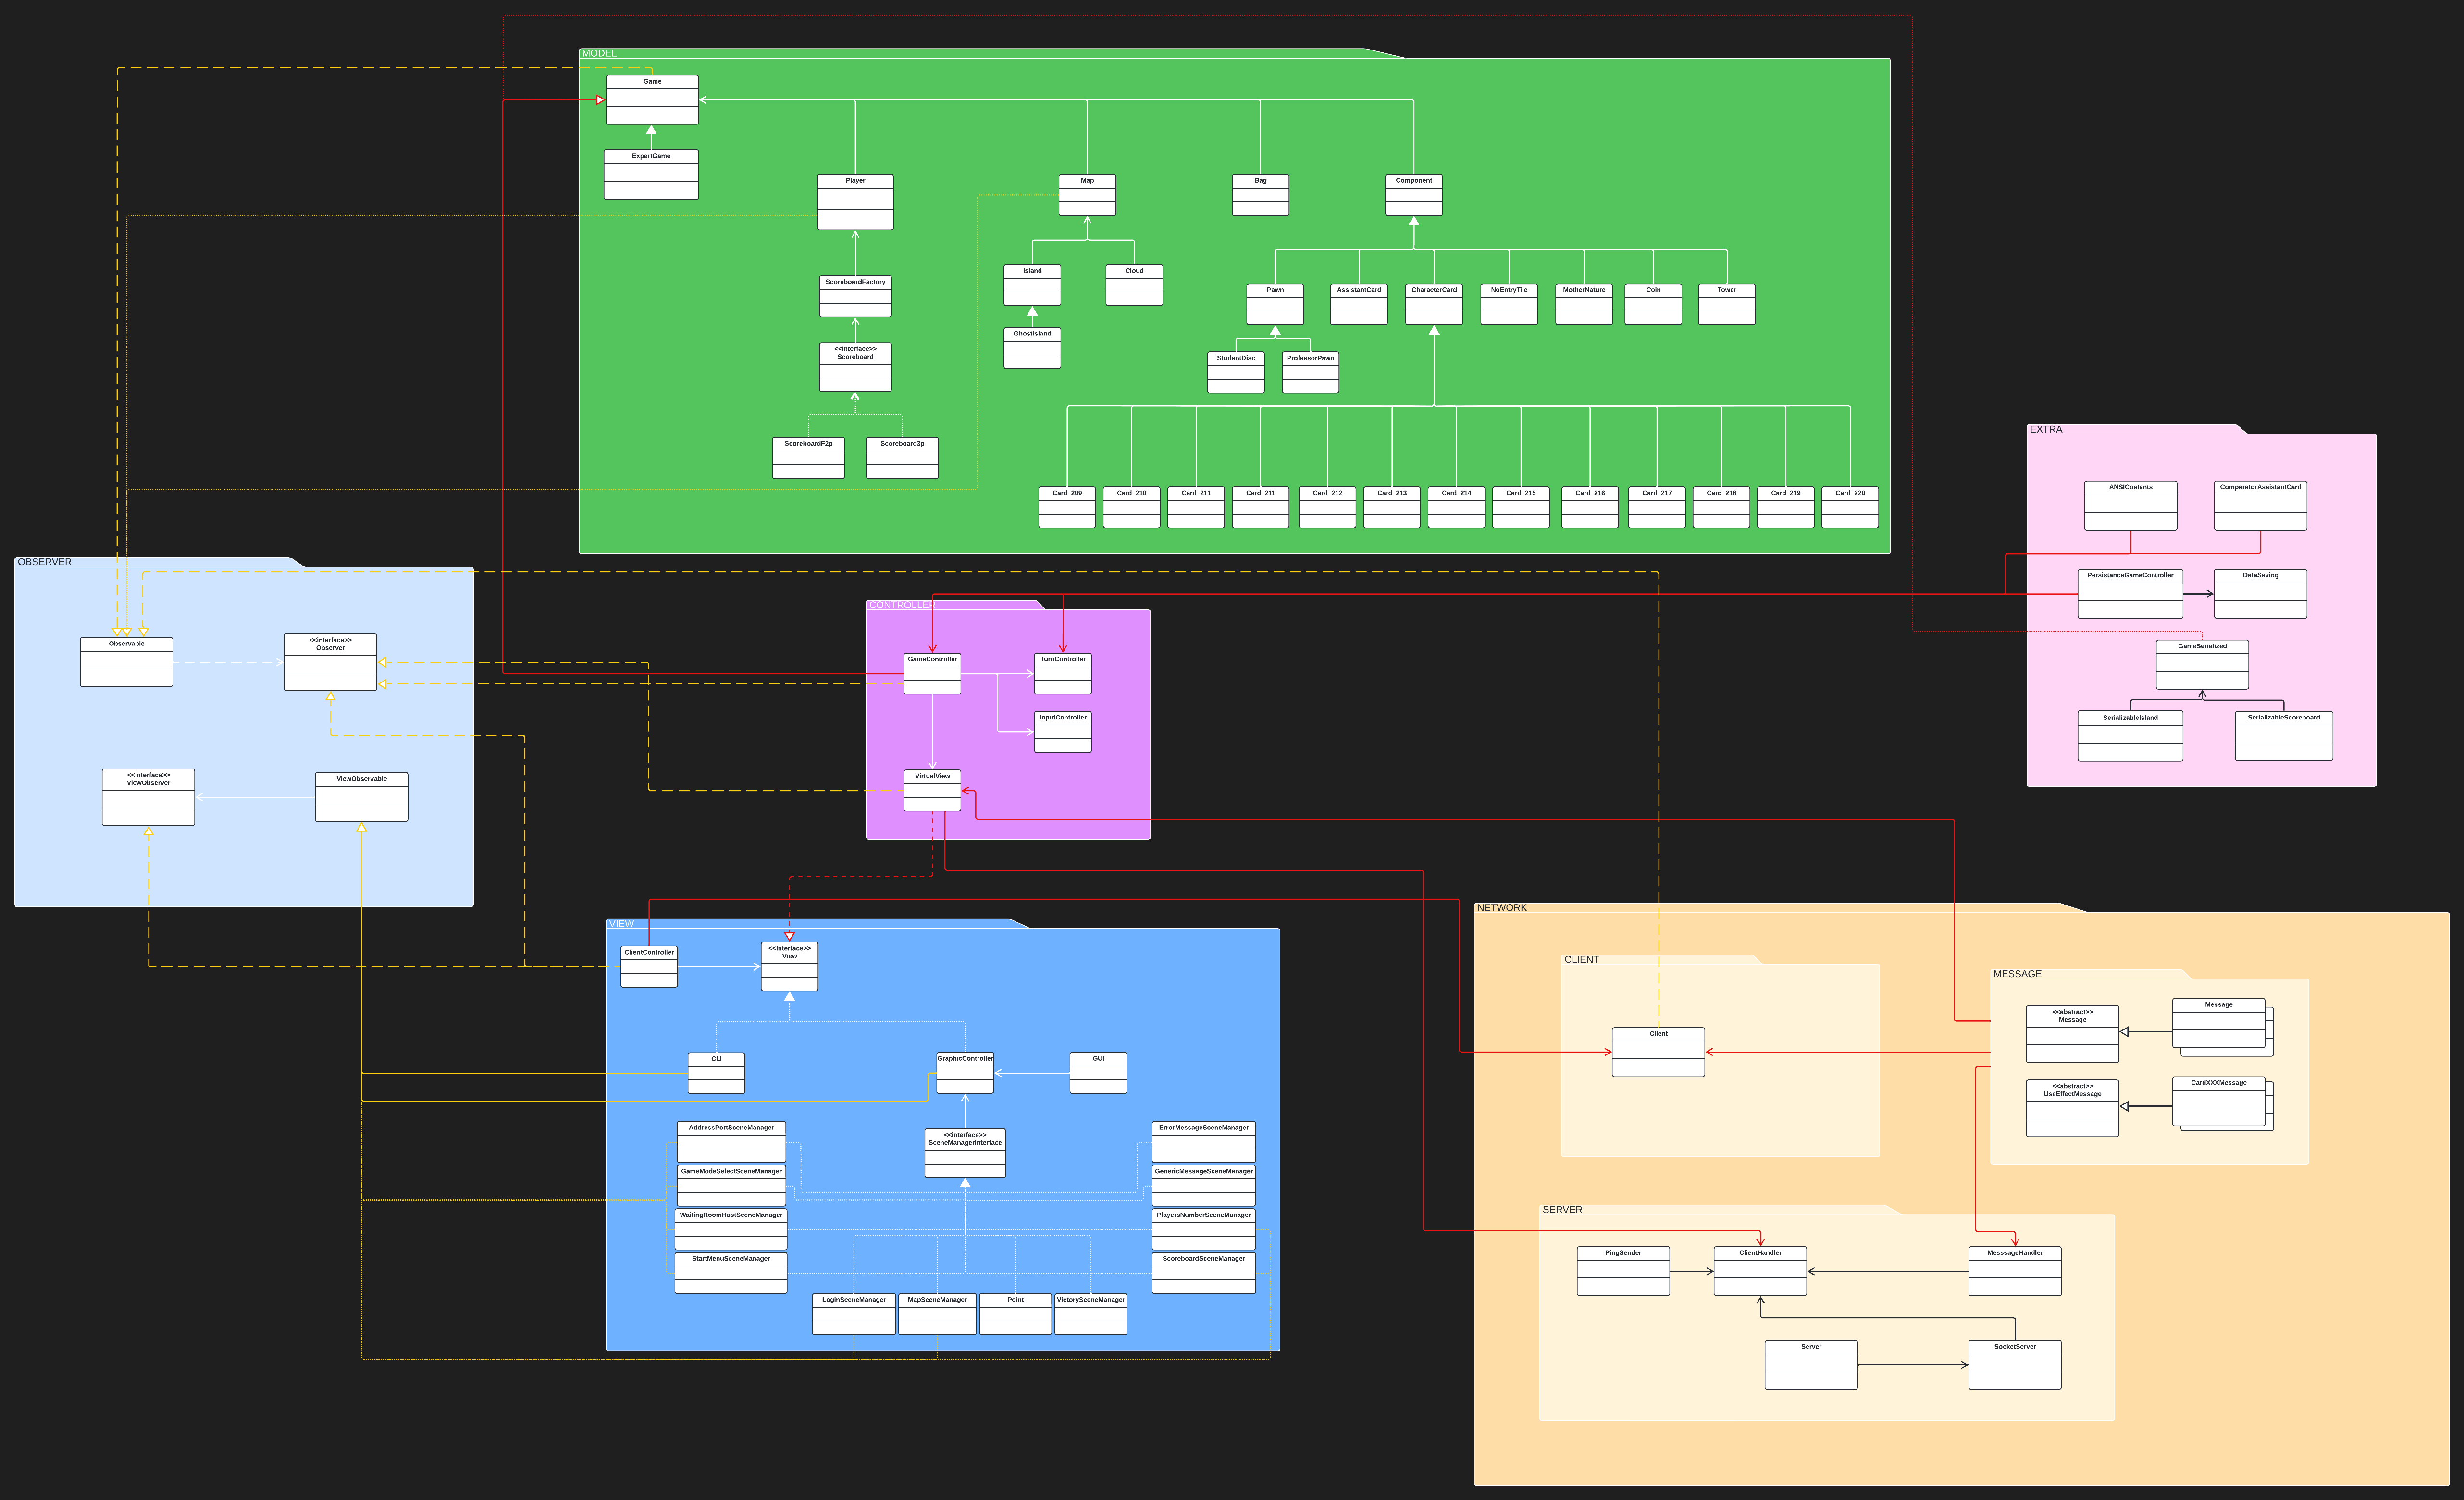 MODEL
Game
ExpertGame
Player
Map
Bag
Component
ScoreboardFactory
Island
Cloud
Pawn
AssistantCard
CharacterCard
NoEntryTile
MotherNature
Coin
Tower
GhostIsland
<<interface>>
Scoreboard
StudentDisc
ProfessorPawn
ScoreboardF2p
Scoreboard3p
Card_209
Card_210
Card_211
Card_211
Card_212
Card_213
Card_214
Card_215
Card_216
Card_217
Card_218
Card_219
Card_220
EXTRA
ANSICostants
ComparatorAssistantCard
PersistanceGameController
DataSaving
GameSerialized
SerializableIsland
SerializableScoreboard
OBSERVER
Observable
<<interface>>
Observer
<<interface>>
ViewObserver
ViewObservable
CONTROLLER
GameController
TurnController
InputController
VirtualView
VIEW
ClientController
<<Interface>>
View
CLI
GraphicController
GUI
AddressPortSceneManager
<<interface>>
SceneManagerInterface
ErrorMessageSceneManager
GameModeSelectSceneManager
GenericMessageSceneManager
WaitingRoomHostSceneManager
PlayersNumberSceneManager
StartMenuSceneManager
ScoreboardSceneManager
LoginSceneManager
MapSceneManager
Point
VictorySceneManager
NETWORK
CLIENT
Client
MESSAGE
<<abstract>>
Message
Message
<<abstract>>
UseEffectMessage
CardXXXMessage
SERVER
PingSender
ClientHandler
MesssageHandler
Server
SocketServer